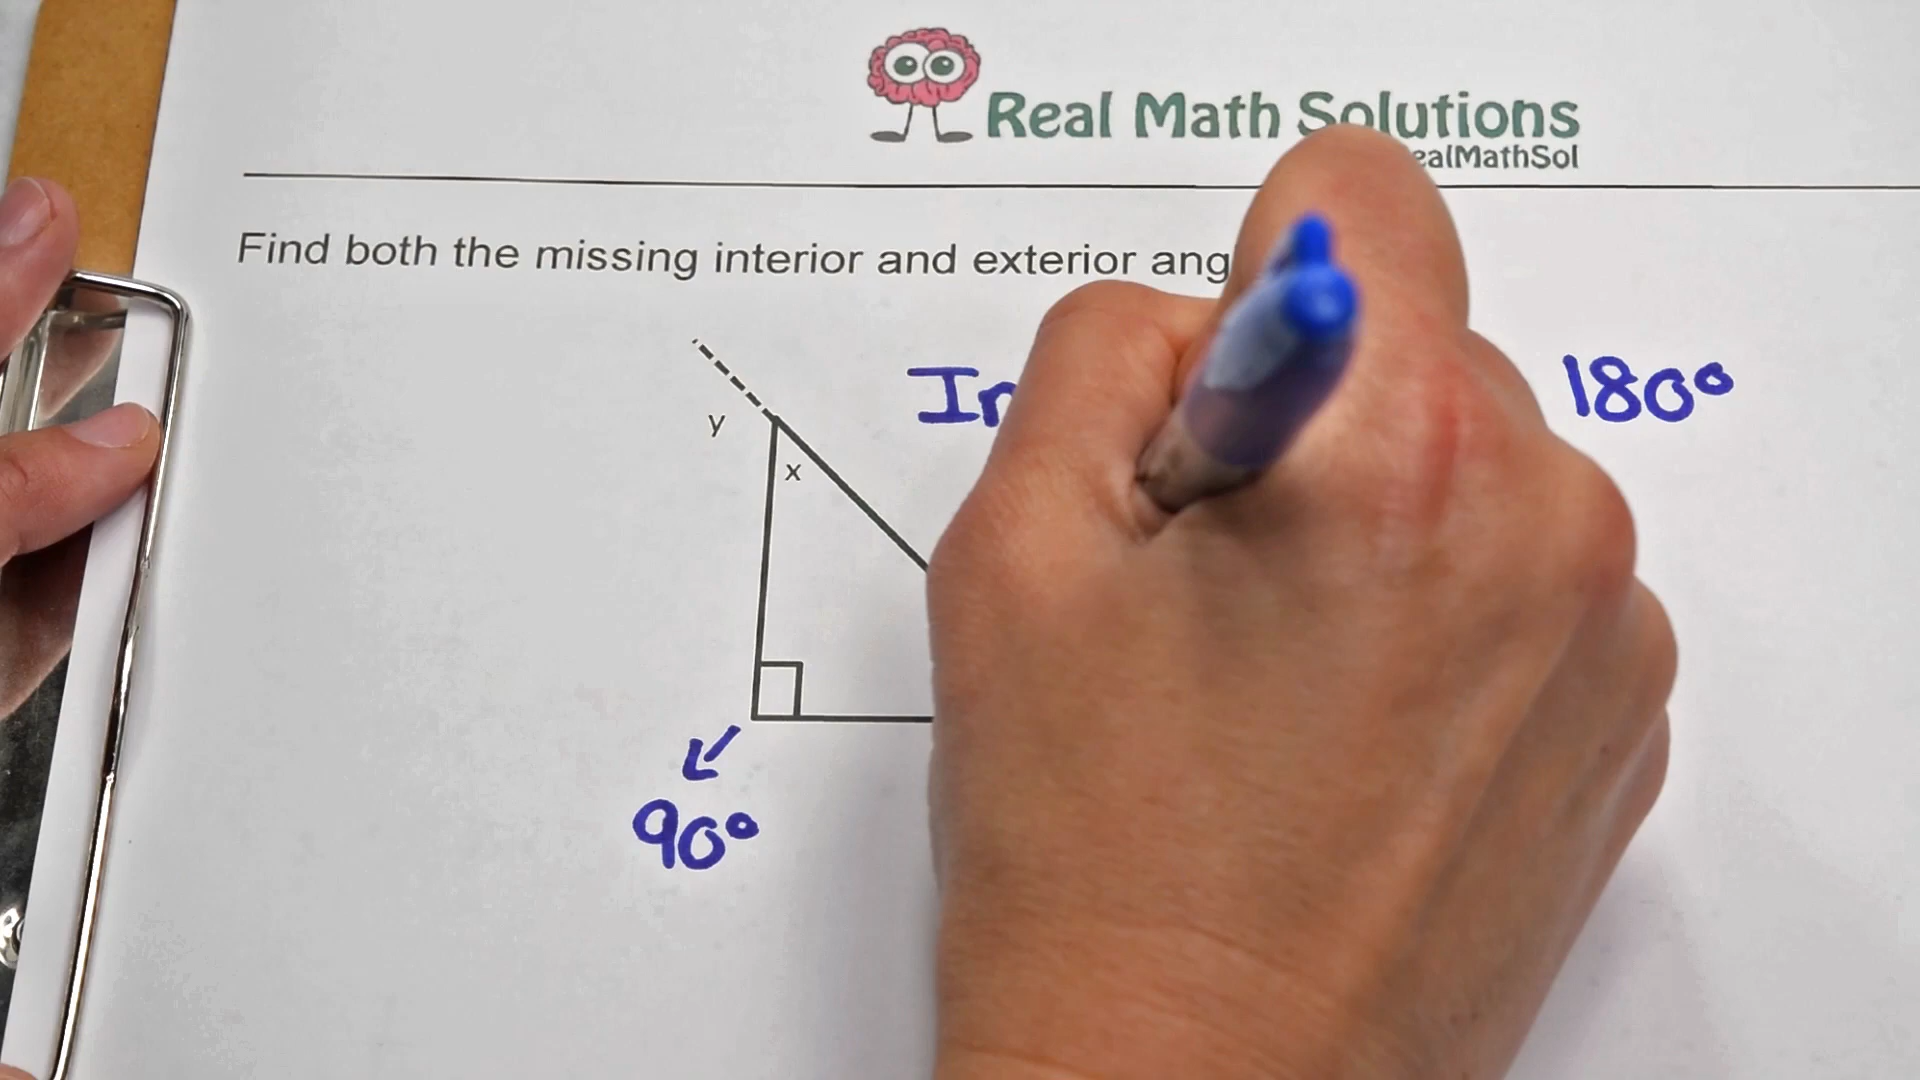 Real Math Solutions
ealMathSol
Find both the missing interior and exterior ang
In 180°
y
x
90°